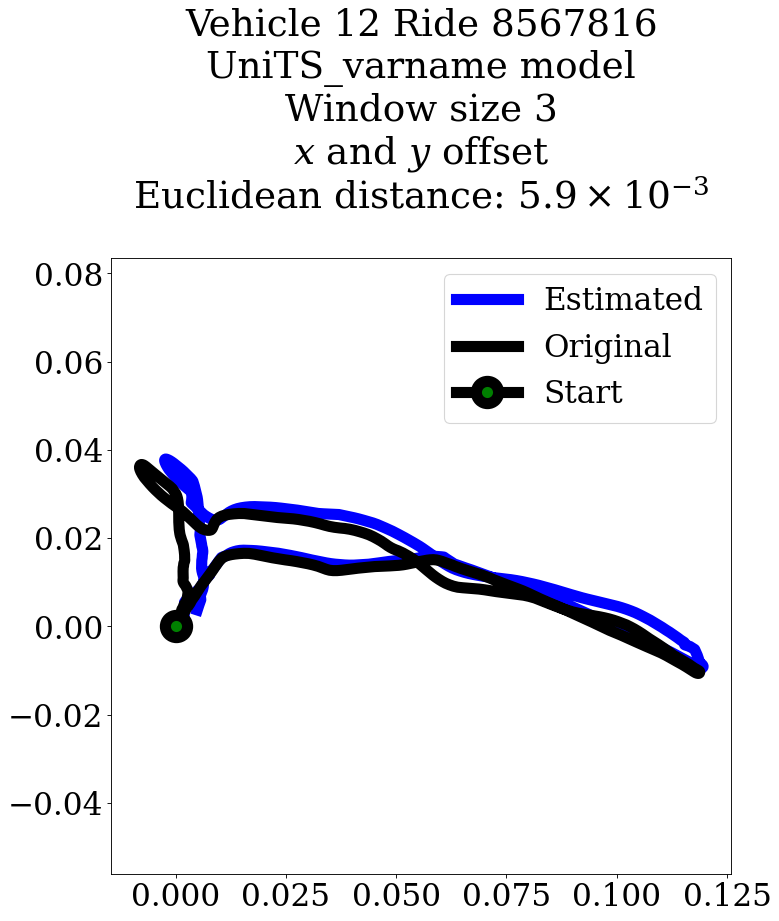 Vehicle 12 Ride 8567816
UniTS_varname model
Window size 3
x and y offset
Euclidean distance: 5.9 × 10⁻³
0.08
0.06
0.04
0.02
0.00
−0.02
−0.04
Estimated
Original
Start
0.000 0.025 0.050 0.075 0.100 0.125